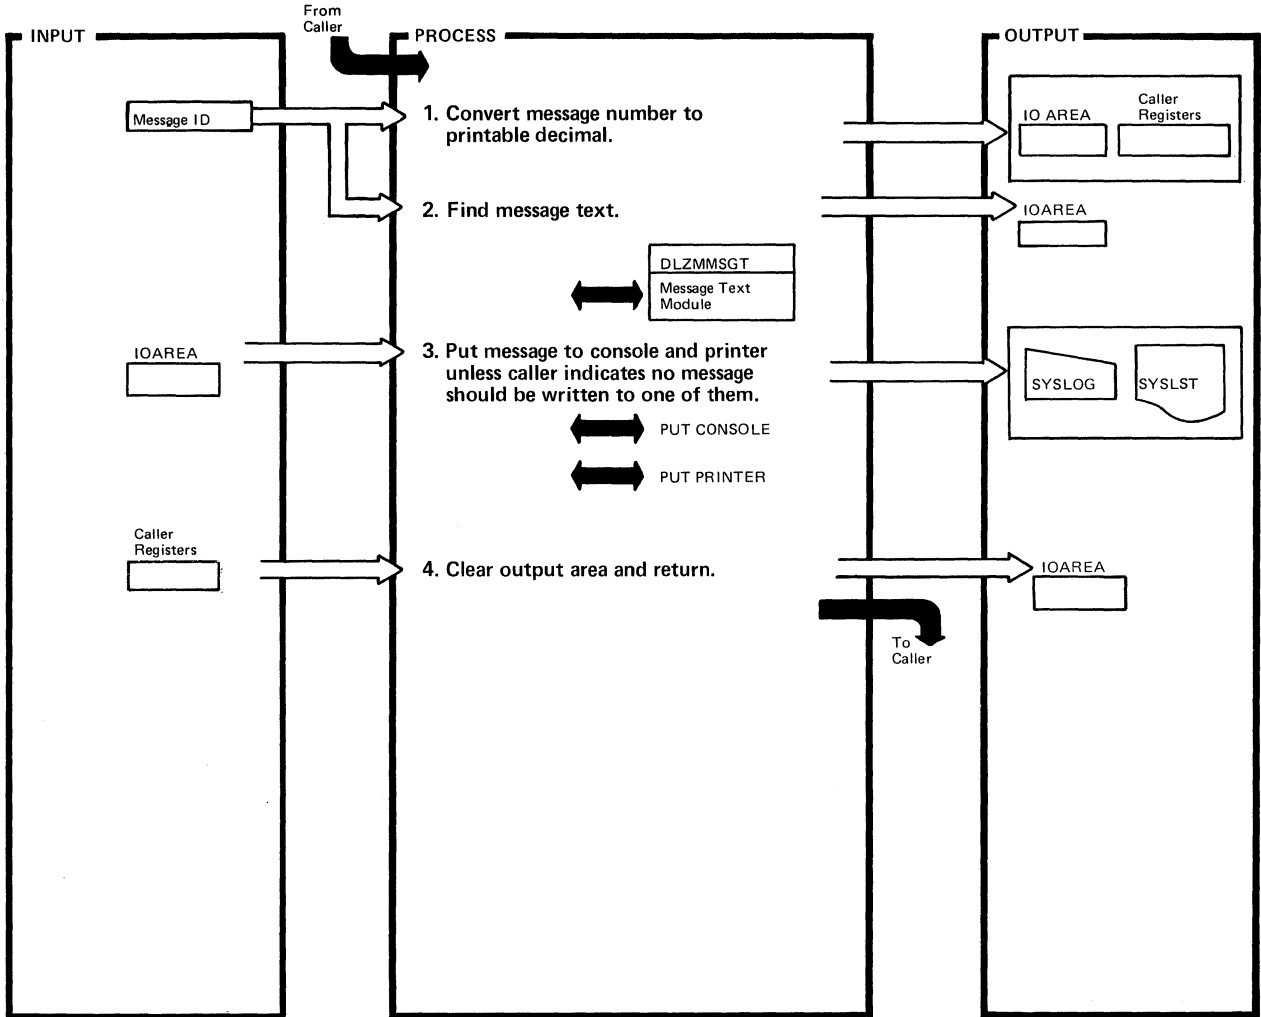 From
Caller
INPUT
PROCESS
OUTPUT
Message ID
1. Convert message number to
printable decimal.
IO AREA
Caller
Registers
2. Find message text.
IOAREA
DLZMMSGT
Message Text
Module
IOAREA
3. Put message to console and printer
unless caller indicates no message
should be written to one of them.
SYSLOG
SYSLST
PUT CONSOLE
PUT PRINTER
Caller
Registers
4. Clear output area and return.
IOAREA
To
Caller